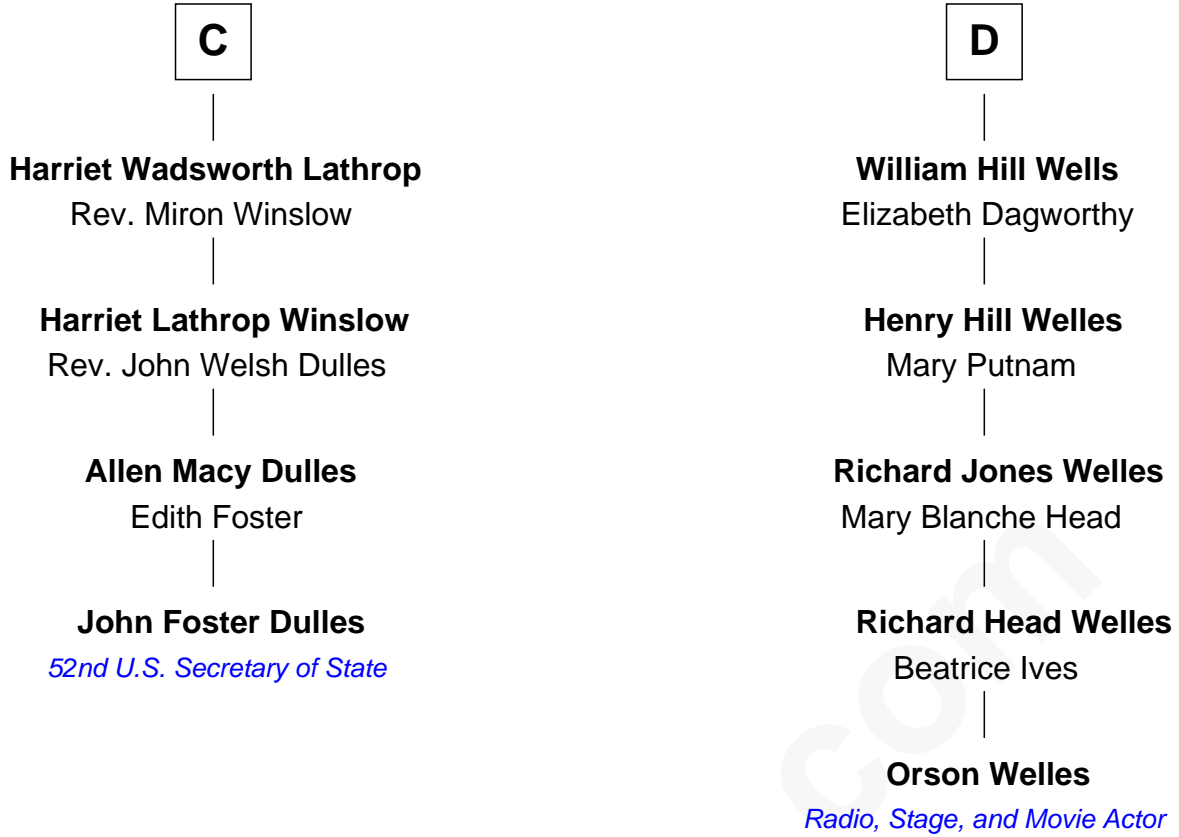 C
Harriet Wadsworth Lathrop
Rev. Miron Winslow
Harriet Lathrop Winslow
Rev. John Welsh Dulles
Allen Macy Dulles
Edith Foster
John Foster Dulles
52nd U.S. Secretary of State
D
William Hill Wells
Elizabeth Dagworthy
Henry Hill Welles
Mary Putnam
Richard Jones Welles
Mary Blanche Head
Richard Head Welles
Beatrice Ives
Orson Welles
Radio, Stage, and Movie Actor
com